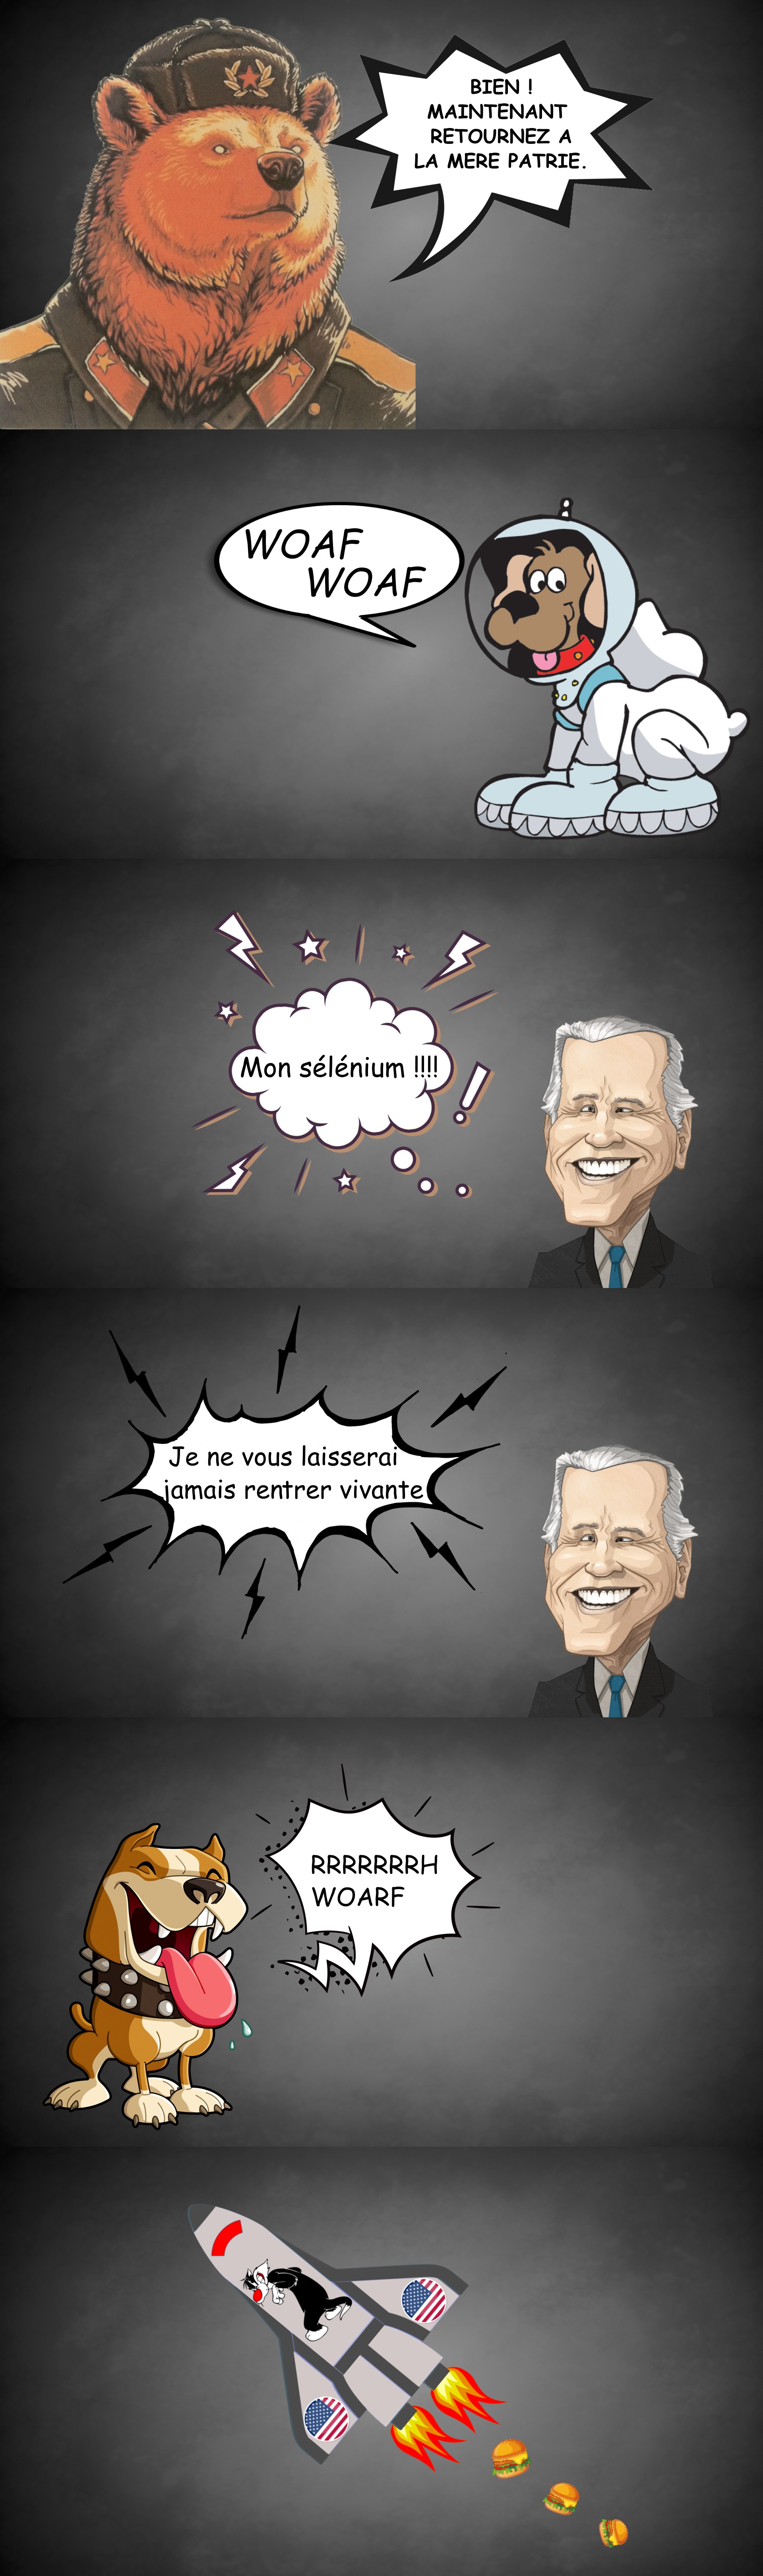 BIEN !
MAINTENANT
RETOURNEZ A
LA MERE PATRIE.
WOAF
WOAF
Mon sélénium !!!!
Je ne vous laisserai
jamais rentrer vivante
RRRRRRRH
WOARF